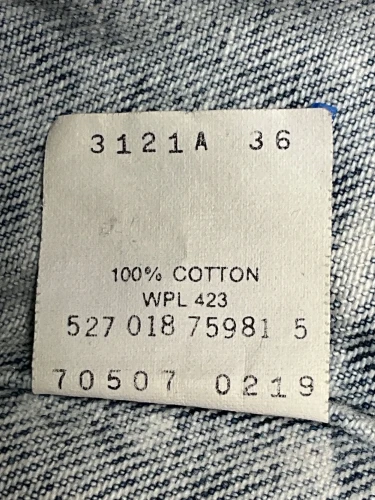 3121A 36
100% COTTON
WPL 423
527 018 75981 5
70507 0219